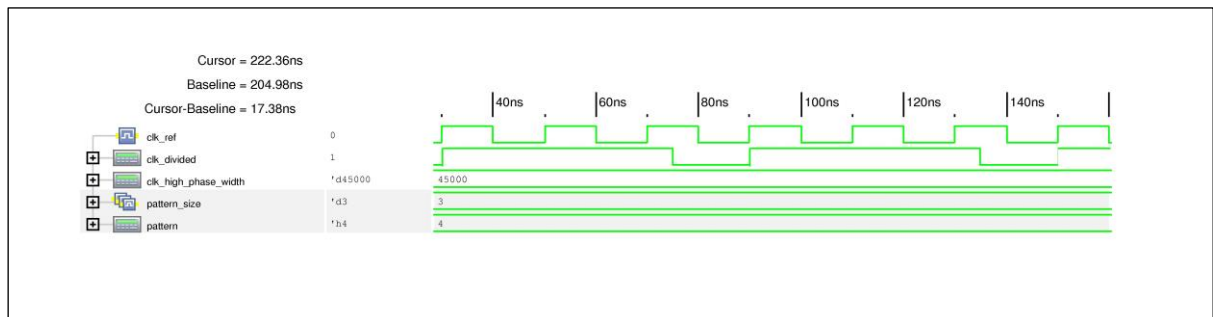 Cursor = 222.36ns
Baseline = 204.98ns
Cursor-Baseline = 17.38ns
40ns 60ns 80ns 100ns 120ns 140ns
clk_ref 0
clk_divided 1
clk_high_phase_width 'd45000 45000
pattern_size 'd3 3
pattern 'h4 4